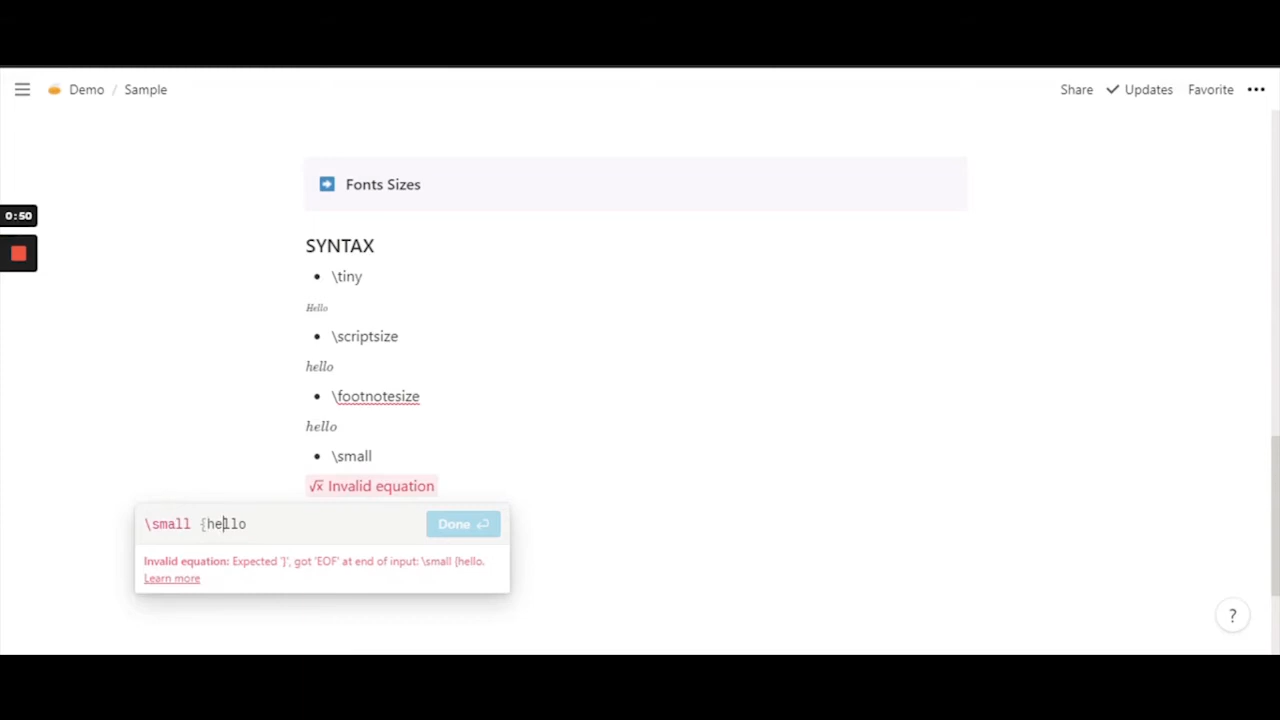 Demo / Sample
Share ✓ Updates Favorite •••
Fonts Sizes
0:50
SYNTAX
• \tiny
Hello
• \scriptsize
hello
• \footnotesize
hello
• \small
√x Invalid equation
\small {hello
Done ⏎
Invalid equation: Expected '}', got 'EOF' at end of input: \small {hello.
Learn more
?